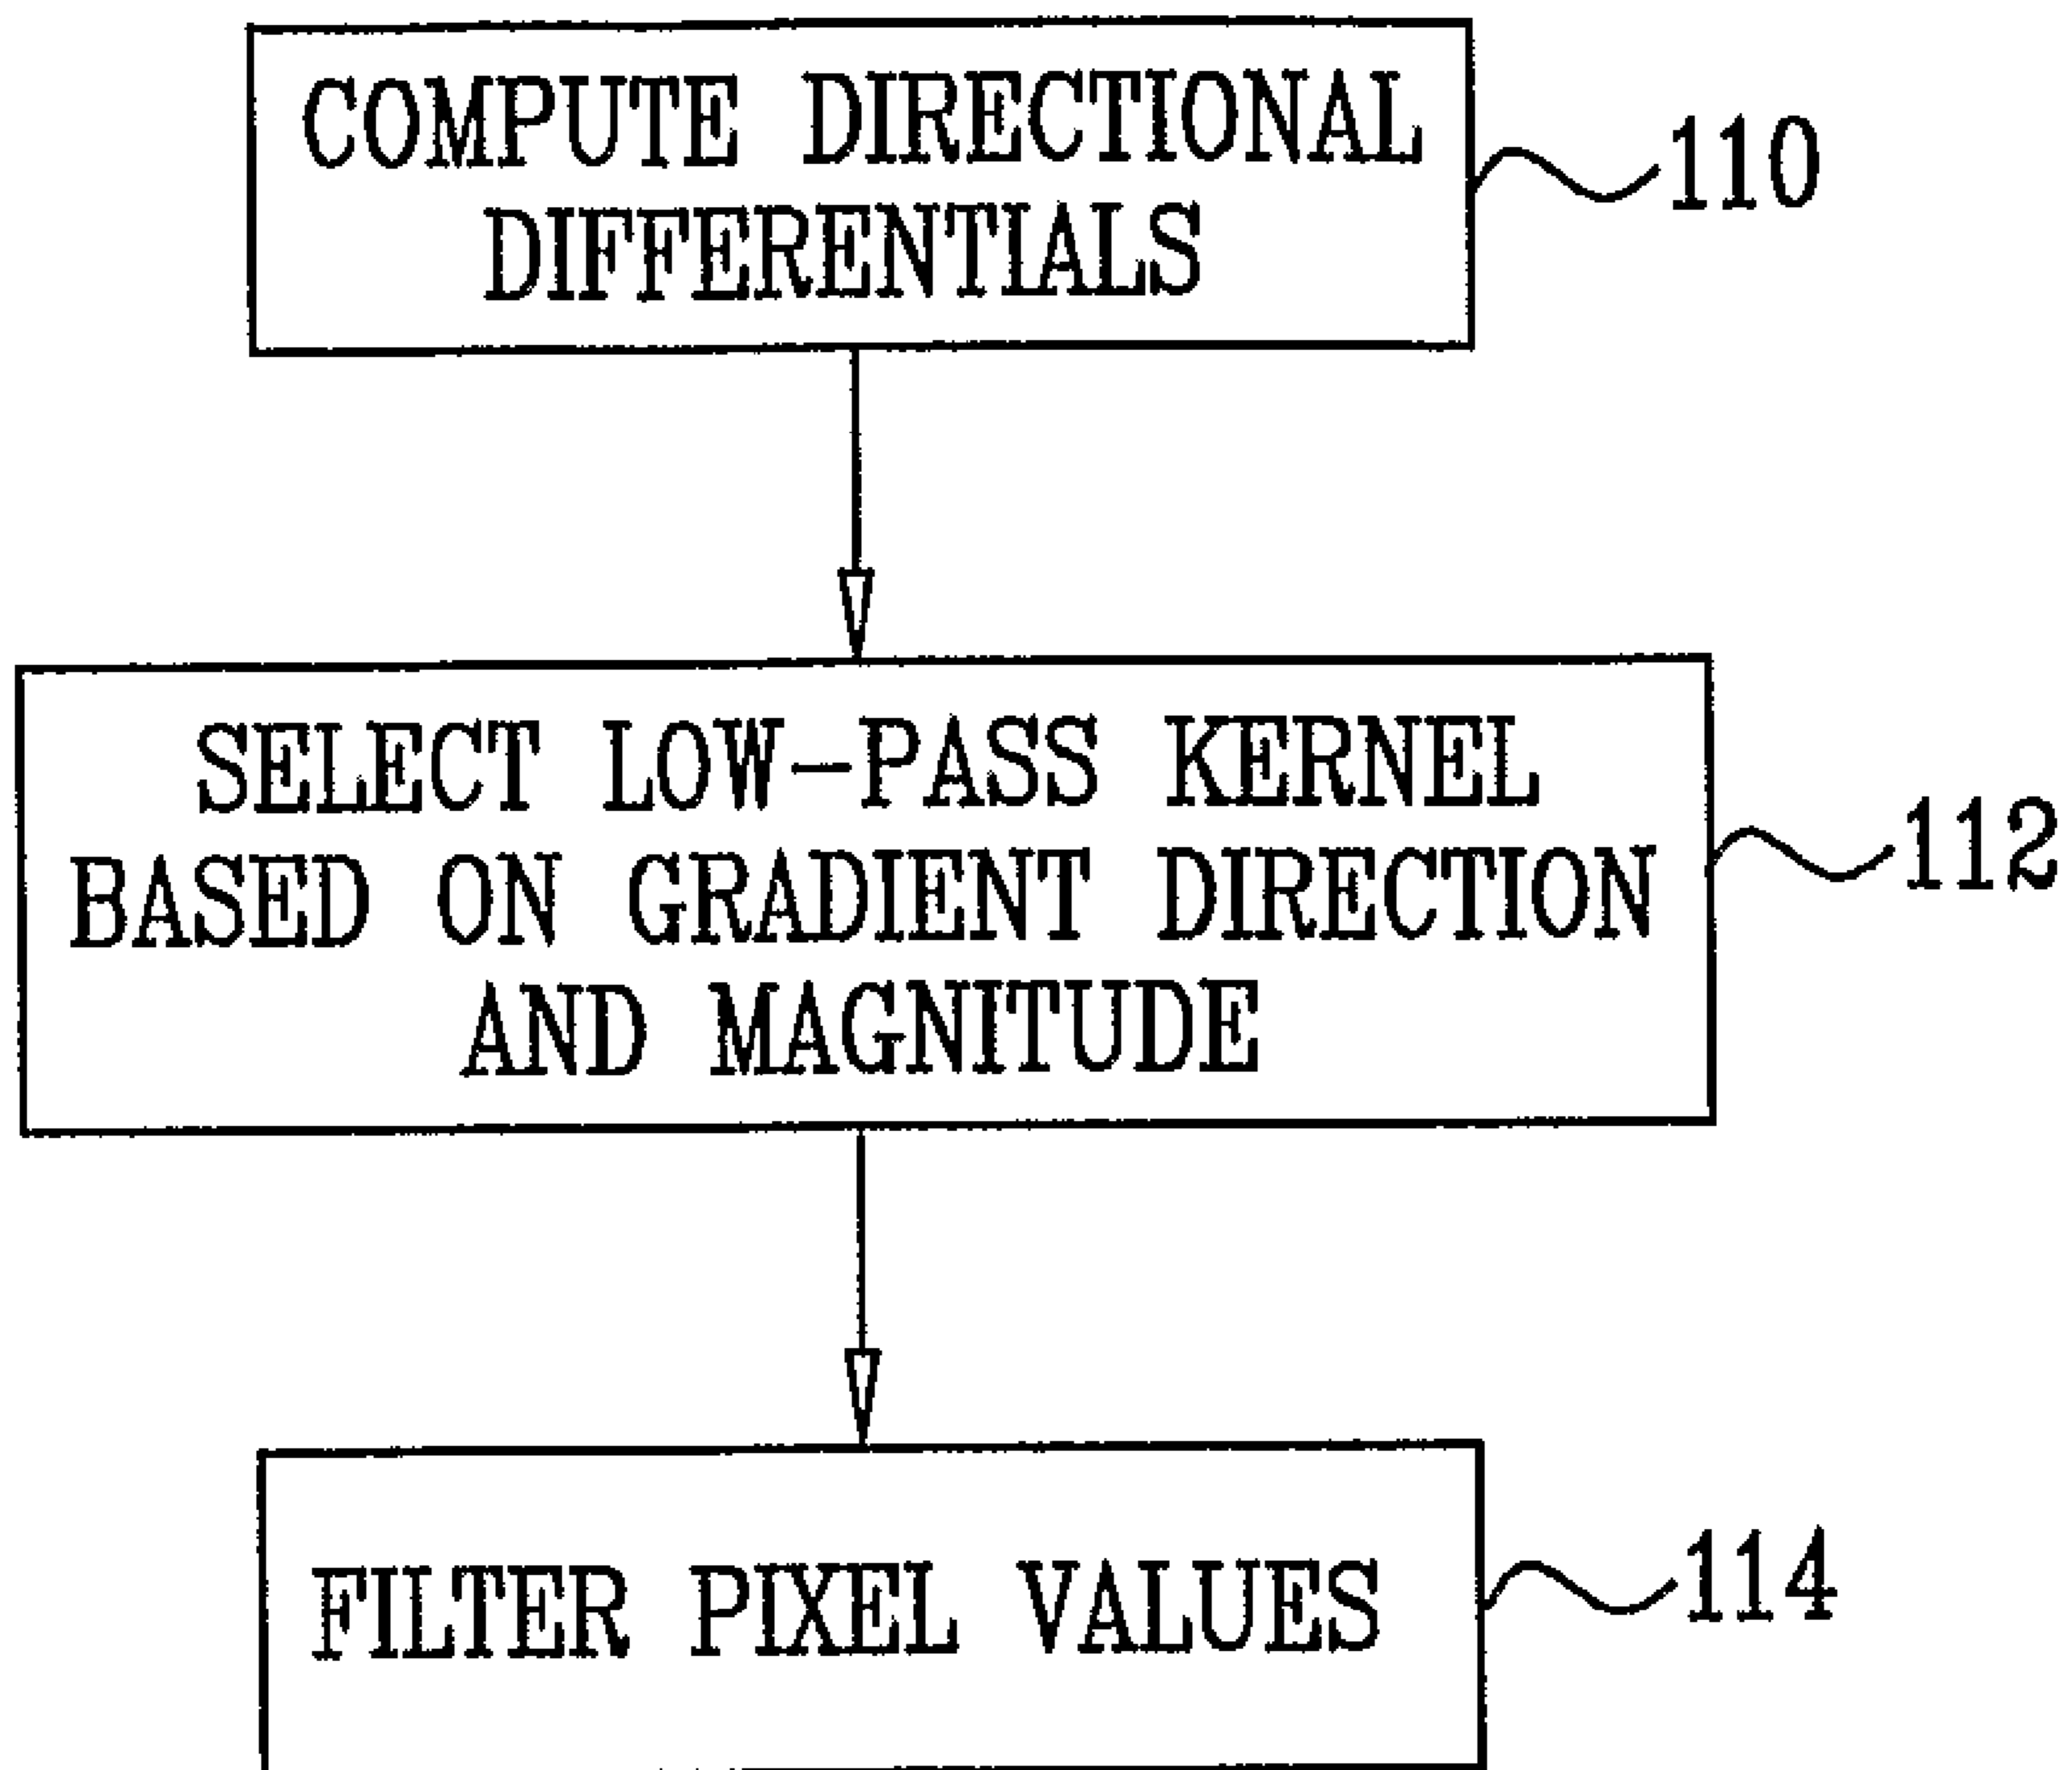 COMPUTE DIRECTIONAL
DIFFERENTIALS
110
SELECT LOW-PASS KERNEL
BASED ON GRADIENT DIRECTION
AND MAGNITUDE
112
FILTER PIXEL VALUES
114